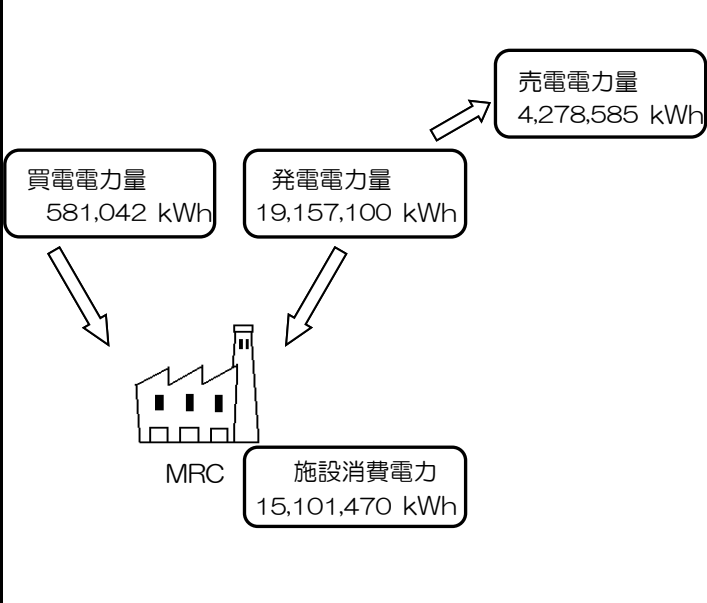 売電電力量
4,278,585 kWh
買電電力量
581,042 kWh
発電電力量
19,157,100 kWh
MRC
施設消費電力
15,101,470 kWh